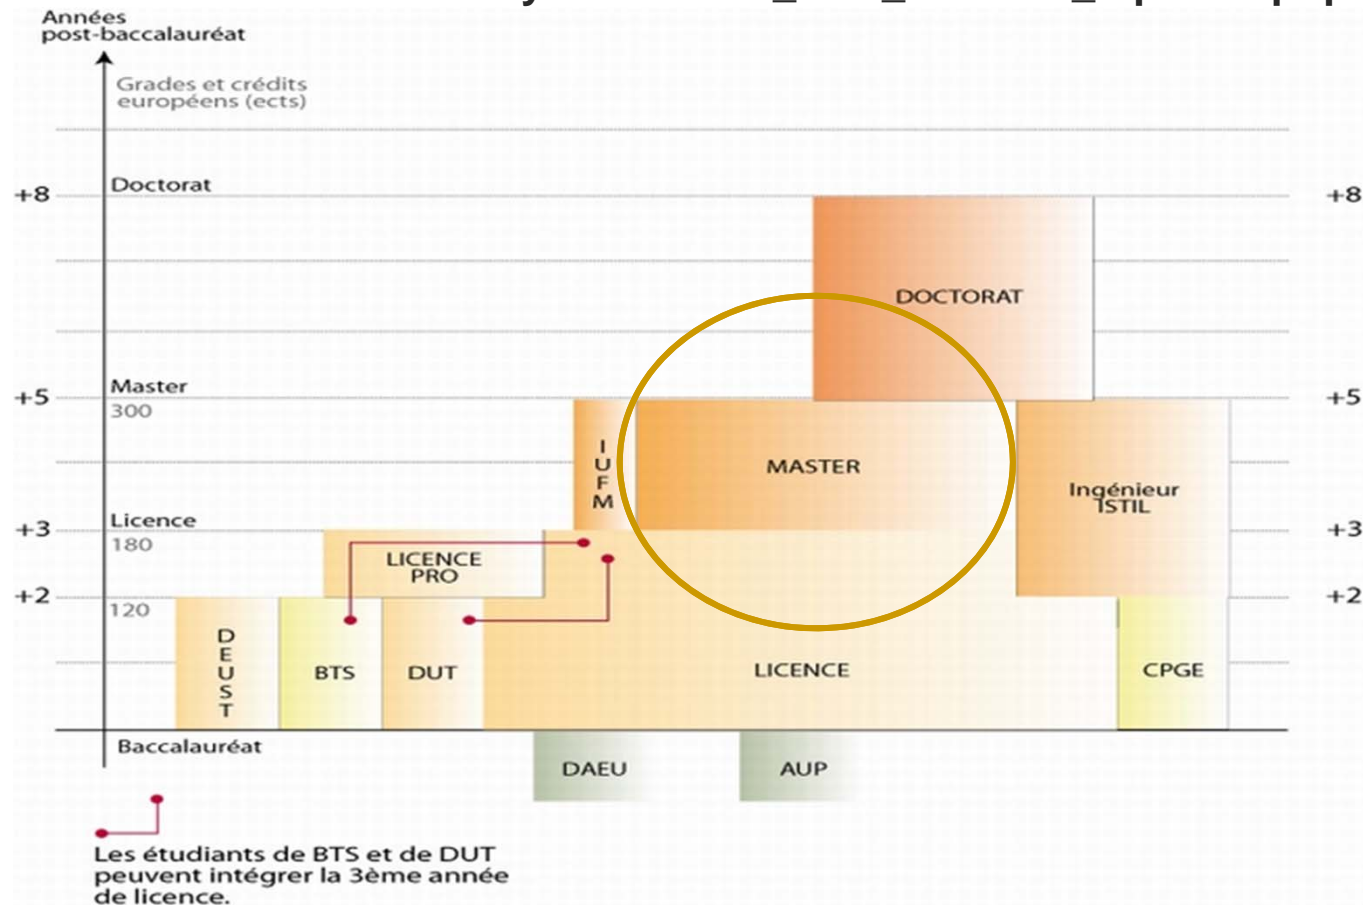 Années
post-baccalauréat
Grades et crédits
européens (ects)
Doctorat
+8
+8
DOCTORAT
Master
+5
+5
300
I
U
F
M
MASTER
Ingénieur
ISTIL
Licence
+3
+3
180
LICENCE
PRO
+2
+2
120
D
E
U
S
T
BTS
DUT
LICENCE
CPGE
Baccalauréat
DAEU
AUP
Les étudiants de BTS et de DUT
peuvent intégrer la 3ème année
de licence.